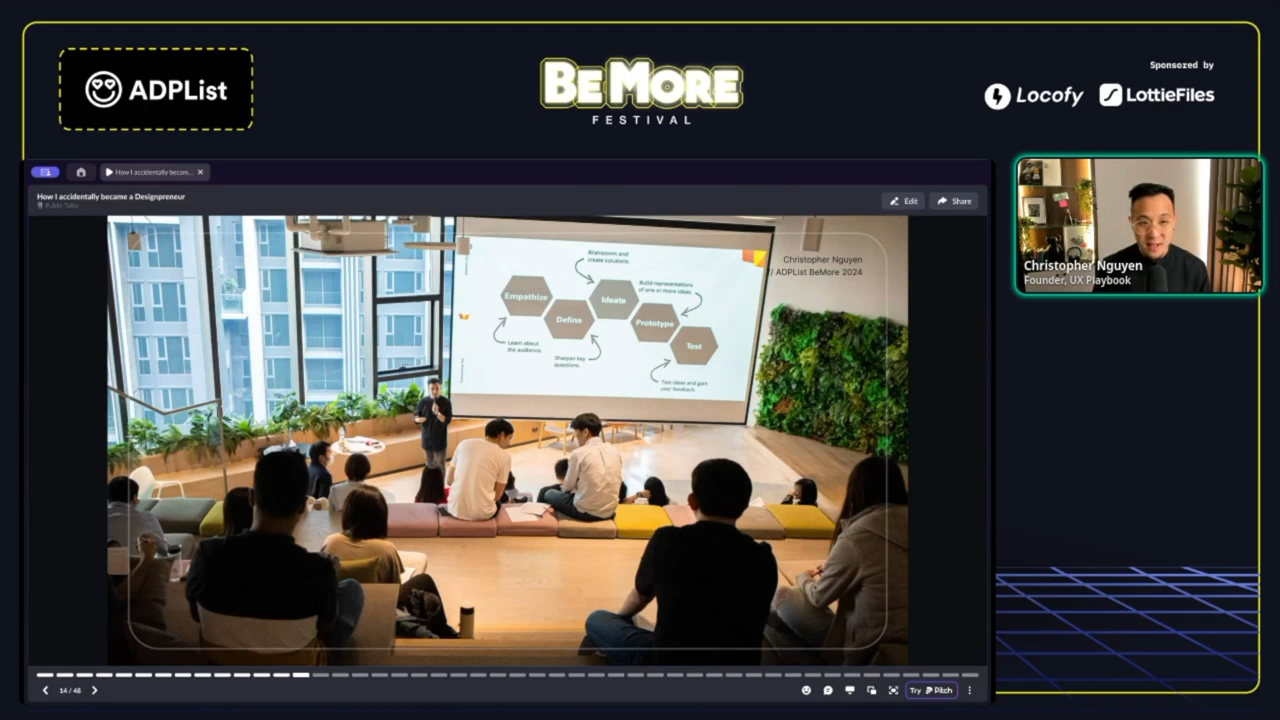 ADPList
BE MORE
FESTIVAL
Sponsored by
Locofy
LottieFiles
How I accidentally becam...
How I accidentally became a Designpreneur
Public Talks
Edit
Share
Christopher Nguyen
/ ADPList BeMore 2024
Brainstorm and
create solutions.
Build representations
of one or more ideas.
Empathize
Define
Ideate
Prototype
Test
Learn about
the audience.
Sharpen key
questions.
Test ideas and gain
user feedback.
Christopher Nguyen
Founder, UX Playbook
14 / 48
Try Pitch